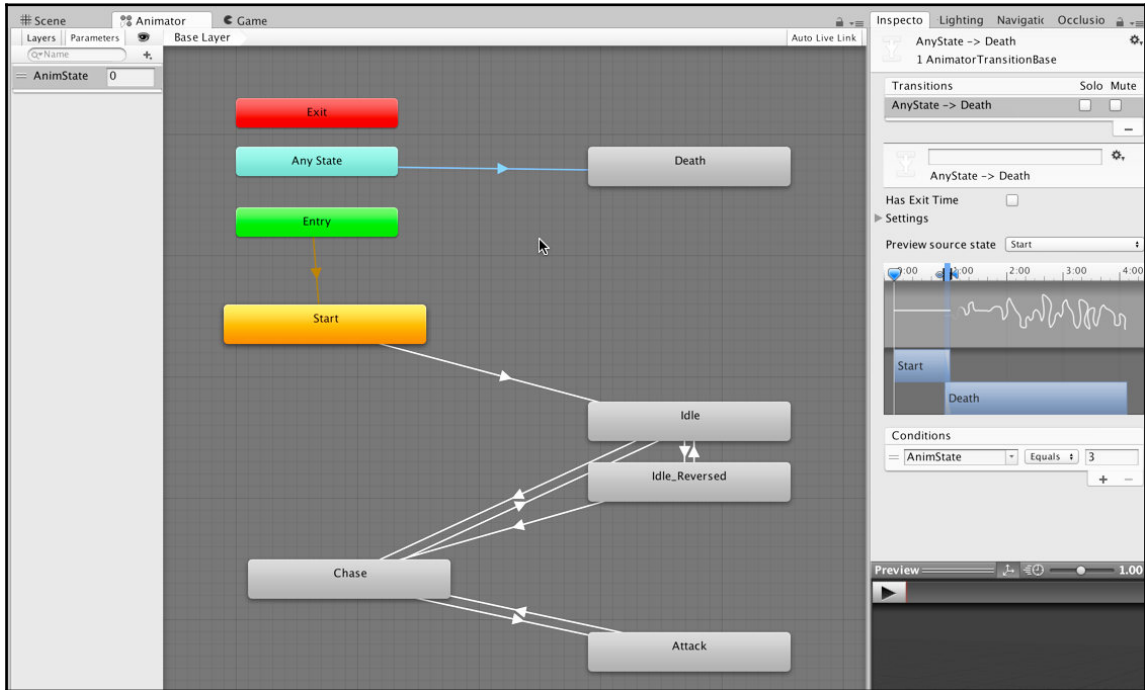 Scene
Animator
Game
Layers Parameters
Base Layer
Auto Live Link
Name
AnimState 0
Exit
Any State
Death
Entry
Start
Idle
Idle_Reversed
Chase
Attack
Inspecto Lighting Navigatic Occlusio
AnyState -> Death
1 AnimatorTransitionBase
Transitions Solo Mute
AnyState -> Death
AnyState -> Death
Has Exit Time
Settings
Preview source state Start
0:00 1:00 2:00 3:00 4:00
Start
Death
Conditions
AnimState Equals 3
Preview 1.00